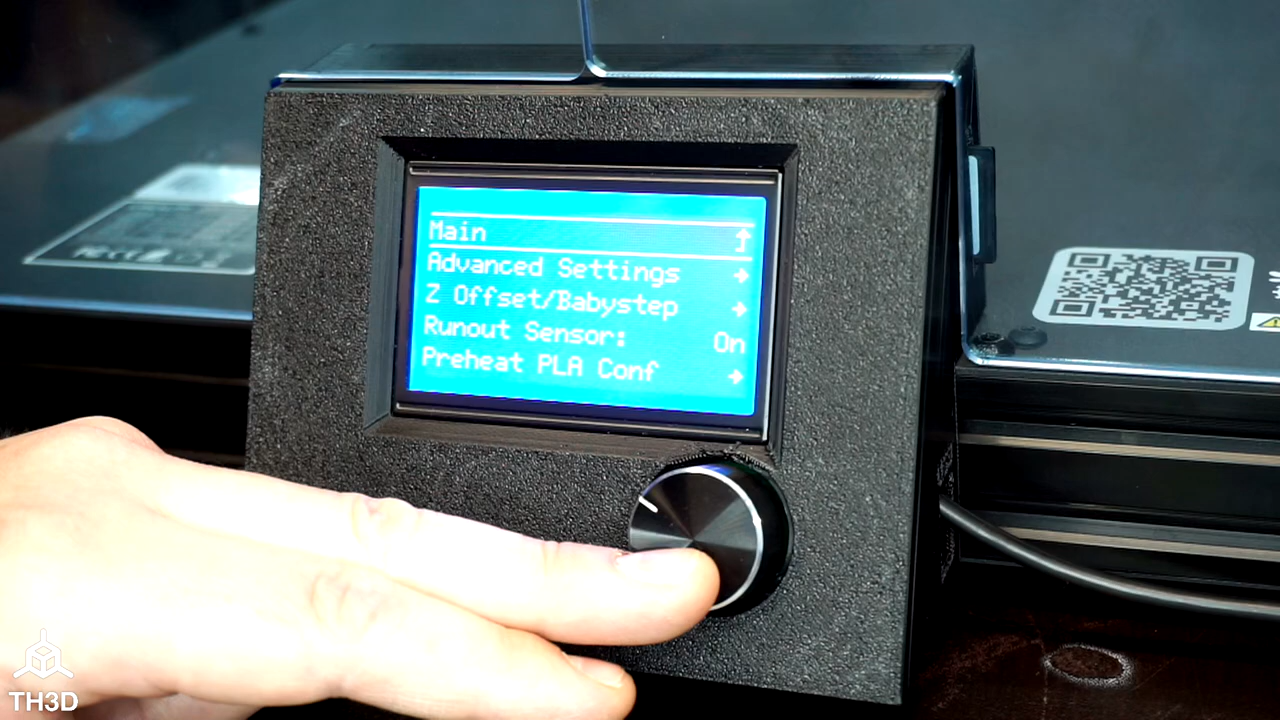 Main ↑
Advanced Settings →
Z Offset/Babystep →
Runout Sensor: On
Preheat PLA Conf →
TH3D